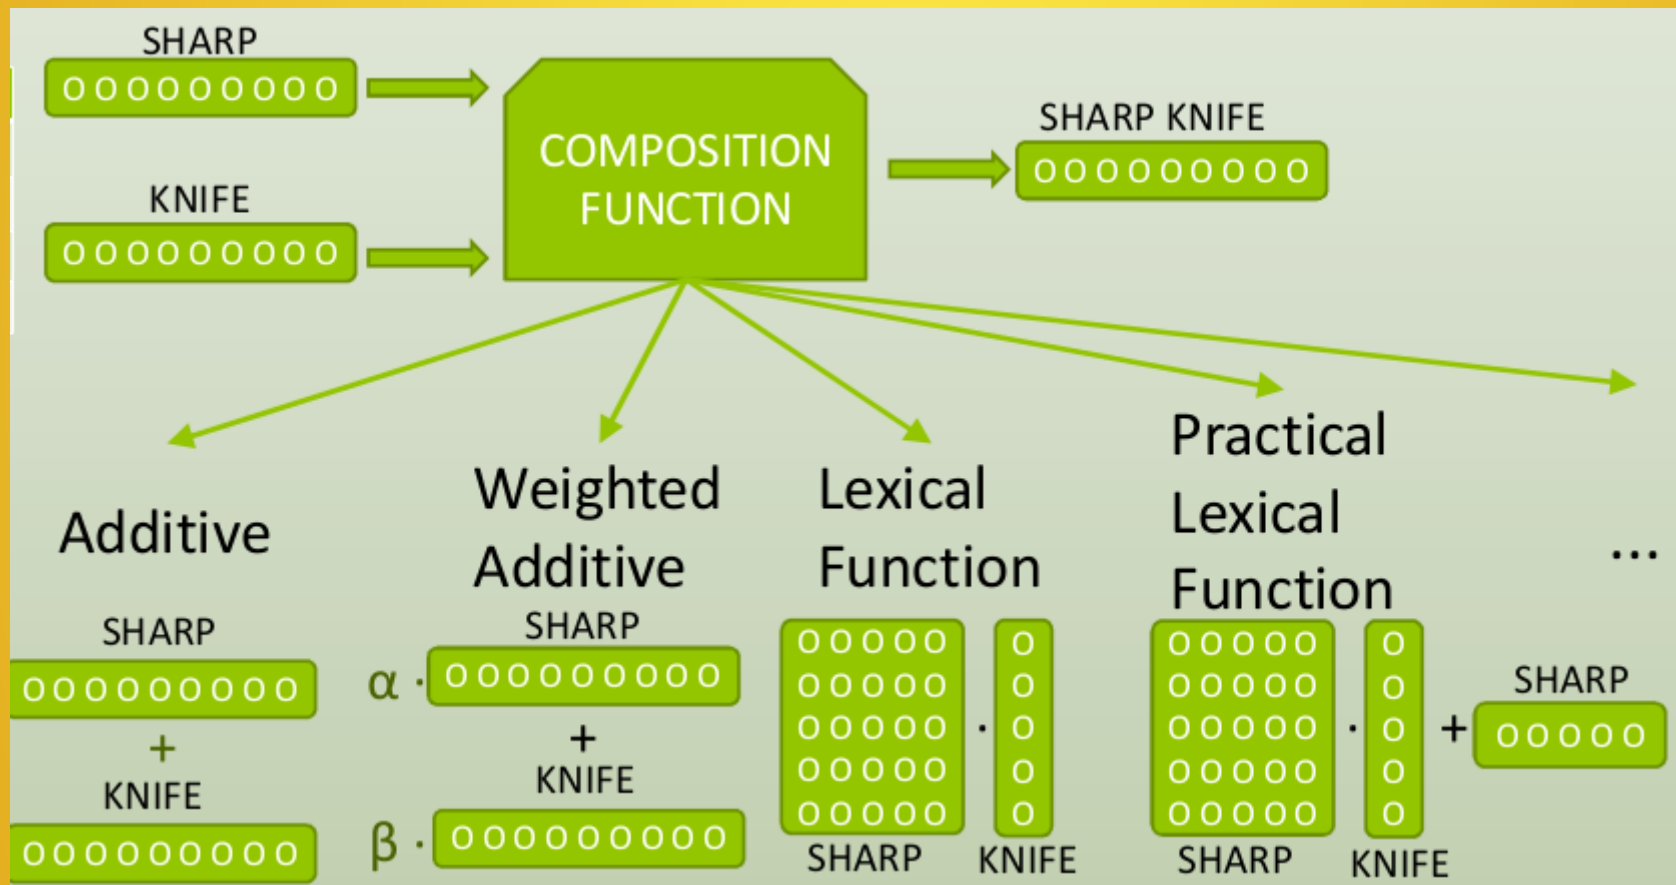 SHARP
O O O O O O O O O
KNIFE
O O O O O O O O O
COMPOSITION
FUNCTION
SHARP KNIFE
O O O O O O O O O
Additive
SHARP
O O O O O O O O O
+
KNIFE
O O O O O O O O O
Weighted
Additive
SHARP
α · O O O O O O O O O
+
KNIFE
β · O O O O O O O O O
Lexical
Function
O O O O O O
O O O O O O
O O O O O · O
O O O O O O
O O O O O O
SHARP KNIFE
Practical
Lexical
Function
O O O O O O
O O O O O O
O O O O O · O +
O O O O O O
O O O O O O
SHARP KNIFE
SHARP
O O O O O
...